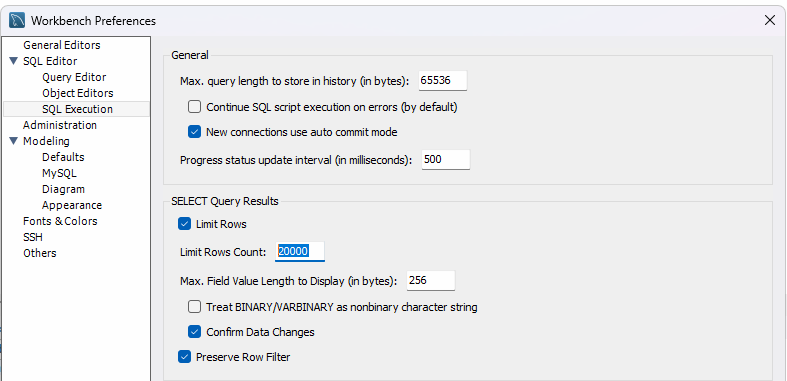 Workbench Preferences
General Editors
SQL Editor
Query Editor
Object Editors
SQL Execution
Administration
Modeling
Defaults
MySQL
Diagram
Appearance
Fonts & Colors
SSH
Others
General
Max. query length to store in history (in bytes): 65536
Continue SQL script execution on errors (by default)
New connections use auto commit mode
Progress status update interval (in milliseconds): 500
SELECT Query Results
Limit Rows
Limit Rows Count: 20000
Max. Field Value Length to Display (in bytes): 256
Treat BINARY/VARBINARY as nonbinary character string
Confirm Data Changes
Preserve Row Filter